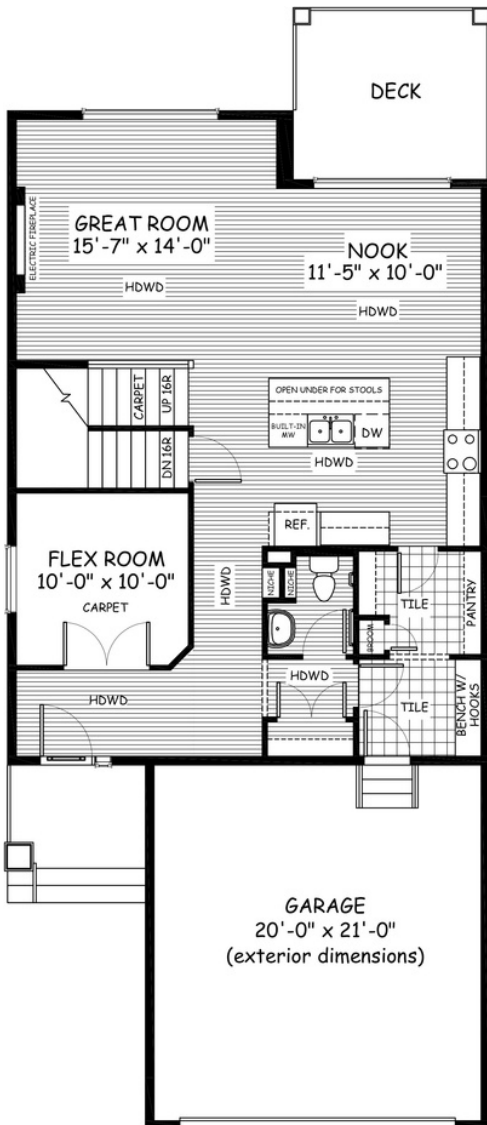 DECK
GREAT ROOM
15'-7" x 14'-0"
HDWD
ELECTRIC FIREPLACE
NOOK
11'-5" x 10'-0"
HDWD
CARPET
UP 16R
DN 16R
OPEN UNDER FOR STOOLS
BUILT-IN
MW
DW
HDWD
REF.
FLEX ROOM
10'-0" x 10'-0"
CARPET
HDWD
NICHE
NICHE
TILE
PANTRY
BROOM
HDWD
HDWD
TILE
BENCH W/
HOOKS
GARAGE
20'-0" x 21'-0"
(exterior dimensions)